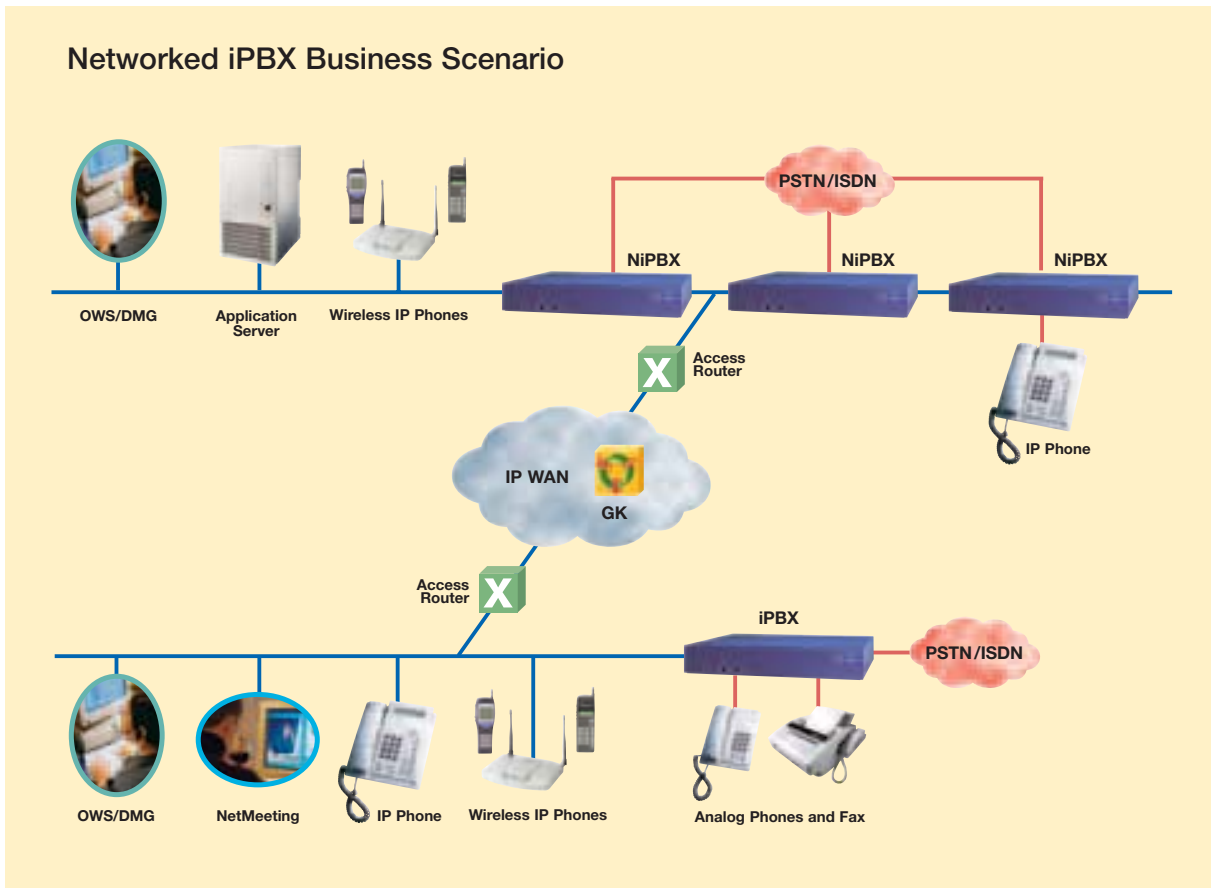 Networked iPBX Business Scenario
PSTN/ISDN
NiPBX
NiPBX
NiPBX
OWS/DMG
Application
Server
Wireless IP Phones
Access
Router
X
IP Phone
IP WAN
GK
Access
Router
X
iPBX
PSTN/ISDN
OWS/DMG
NetMeeting
IP Phone
Wireless IP Phones
Analog Phones and Fax